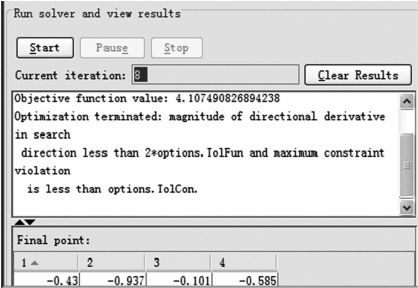 Run solver and view results
Start Pause Stop
Current iteration: 8 Clear Results
Objective function value: 4.107490826894238
Optimization terminated: magnitude of directional derivative
in search
direction less than 2*options.TolFun and maximum constraint
violation
is less than options.TolCon.
Final point:
1 2 3 4
-0.43 -0.937 -0.101 -0.585